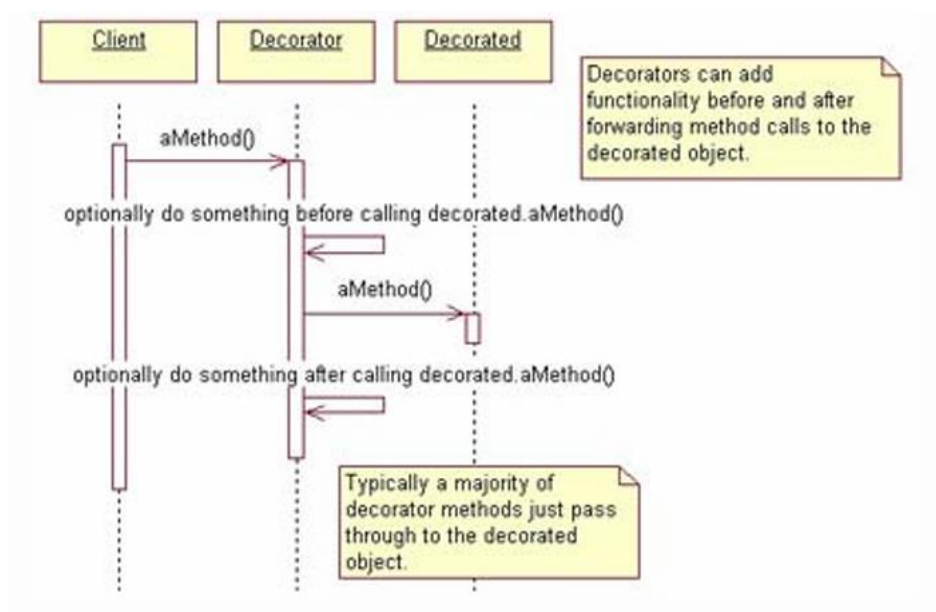 Client
Decorator
Decorated
Decorators can add
functionality before and after
forwarding method calls to the
decorated object.
aMethod()
optionally do something before calling decorated.aMethod()
aMethod()
optionally do something after calling decorated.aMethod()
Typically a majority of
decorator methods just pass
through to the decorated
object.